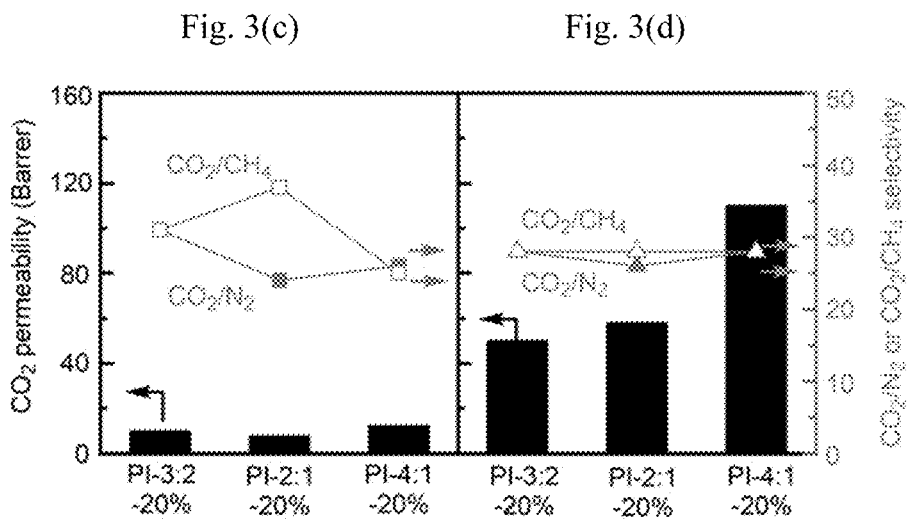 Fig. 3(c)
Fig. 3(d)
CO₂ permeability (Barrer)
160
120
80
40
0
CO₂/CH₄
CO₂/N₂
PI-3:2
-20%
PI-2:1
-20%
PI-4:1
-20%
CO₂/CH₄
CO₂/N₂
PI-3:2
-20%
PI-2:1
-20%
PI-4:1
-20%
50
40
30
20
10
0
CO₂/N₂ or CO₂/CH₄ selectivity